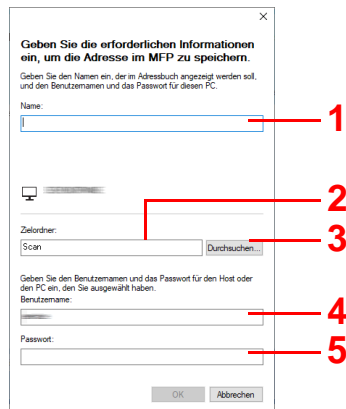 Geben Sie die erforderlichen Informationen
ein, um die Adresse im MFP zu speichern.
Geben Sie den Namen ein, der im Adressbuch angezeigt werden soll,
und den Benutzernamen und das Passwort für diesen PC.
Name:
1
2
Zielordner:
Scan
Durchsuchen...
3
Geben Sie den Benutzernamen und das Passwort für den Host oder
den PC ein, den Sie ausgewählt haben.
Benutzername:
4
Passwort:
5
OK
Abbrechen